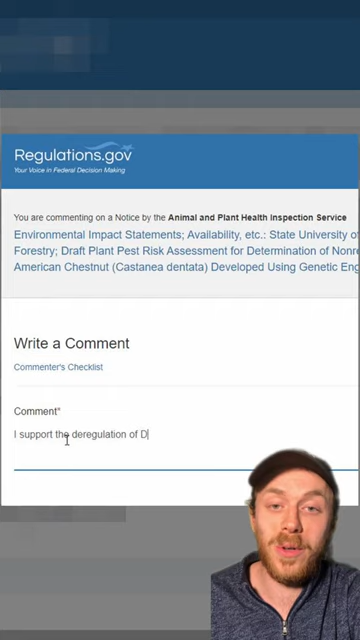 Regulations.gov
Your Voice in Federal Decision Making
You are commenting on a Notice by the Animal and Plant Health Inspection Service
Environmental Impact Statements; Availability, etc.: State University of
Forestry; Draft Plant Pest Risk Assessment for Determination of Nonre
American Chestnut (Castanea dentata) Developed Using Genetic Eng
Write a Comment
Commenter's Checklist
Comment*
I support the deregulation of D